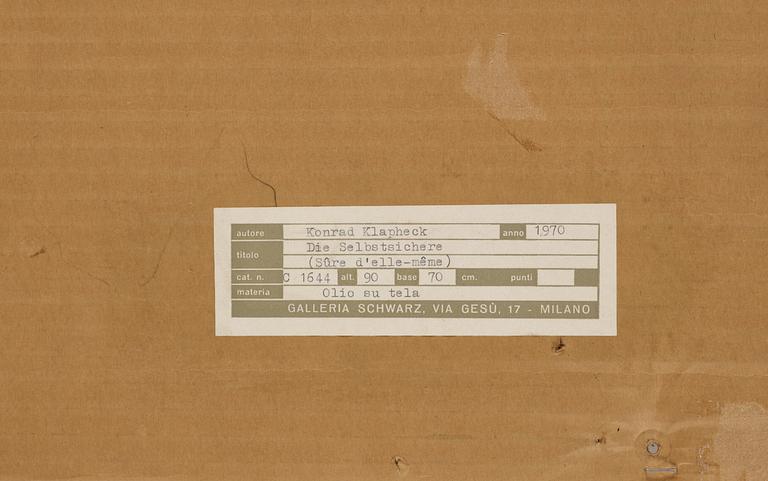 autore Konrad Klapheck anno 1970
titolo Die Selbstsichere
(Sûre d'elle-même)
cat. n. C 1644 alt. 90 base 70 cm. punti
materia Olio su tela
GALLERIA SCHWARZ, VIA GESÙ, 17 - MILANO